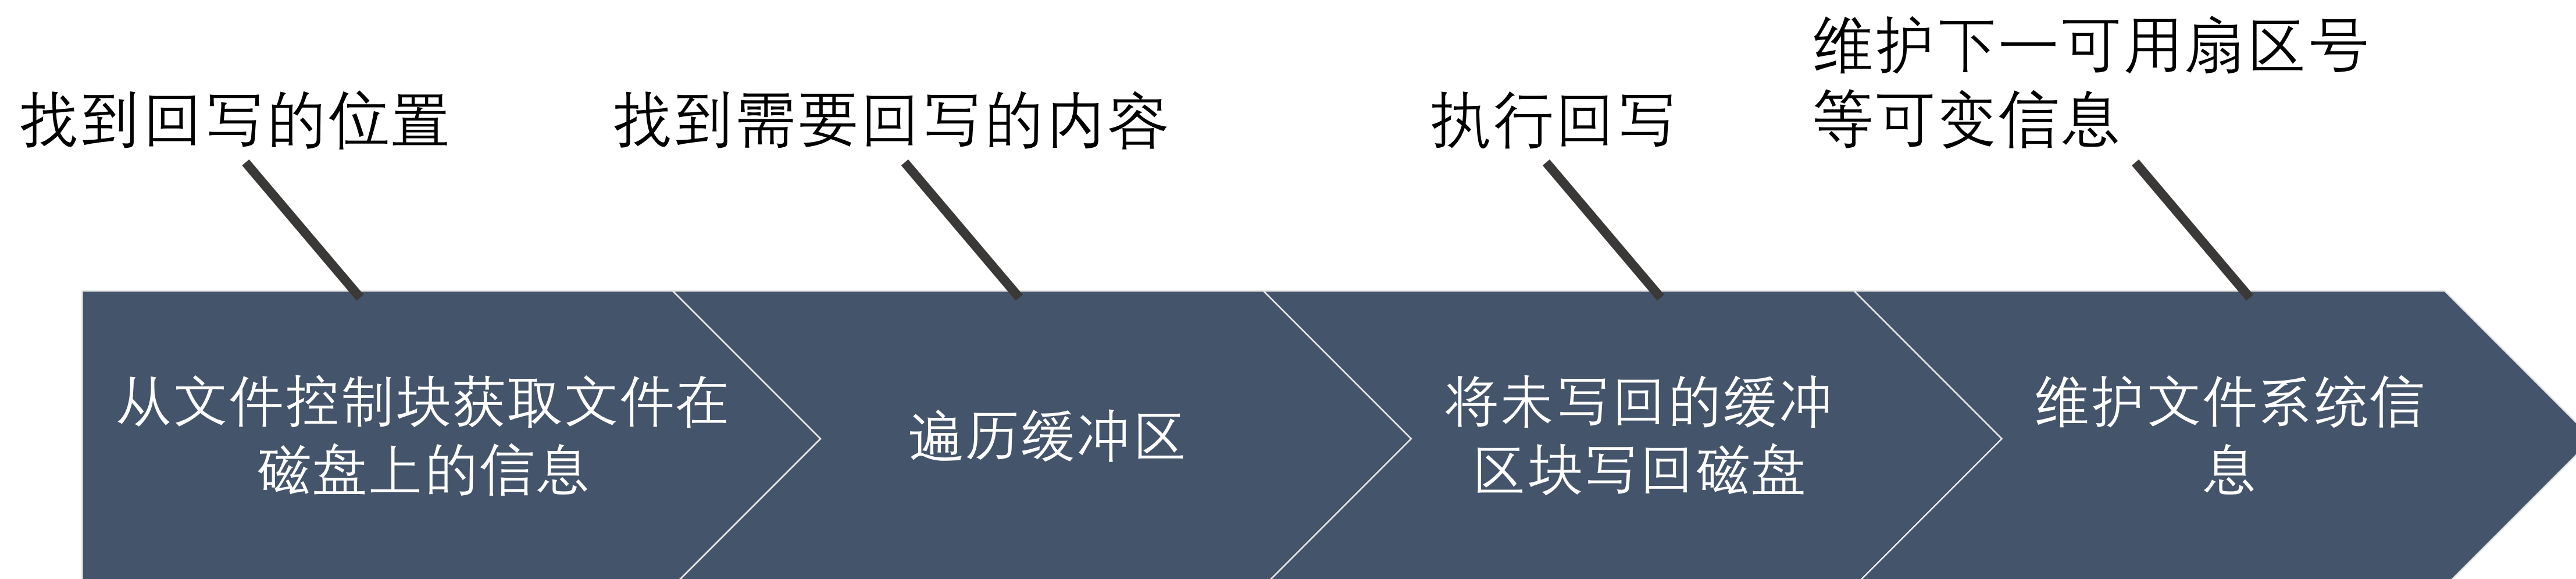 找到回写的位置
找到需要回写的内容
执行回写
维护下一可用扇区号
等可变信息
从文件控制块获取文件在
磁盘上的信息
遍历缓冲区
将未写回的缓冲
区块写回磁盘
维护文件系统信
息